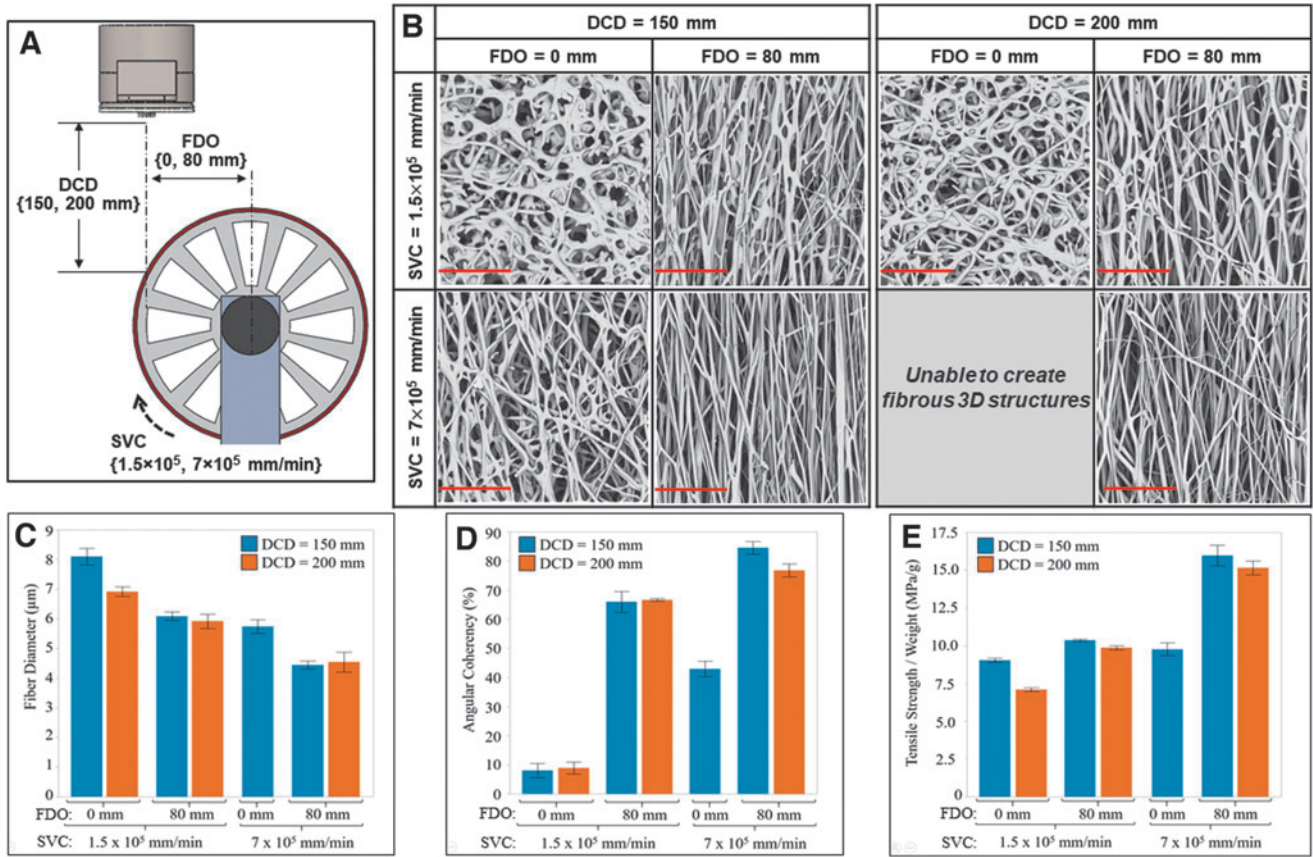 A
FDO
{0, 80 mm}
DCD
{150, 200 mm}
SVC
{1.5×10⁵, 7×10⁵ mm/min}
B
DCD = 150 mm
DCD = 200 mm
FDO = 0 mm
FDO = 80 mm
FDO = 0 mm
FDO = 80 mm
SVC = 1.5×10⁵ mm/min
SVC = 7×10⁵ mm/min
Unable to create
fibrous 3D structures
C
Fiber Diameter (µm)
9
8
7
6
5
4
3
2
1
0
DCD = 150 mm
DCD = 200 mm
FDO: 0 mm 80 mm 0 mm 80 mm
SVC: 1.5 x 10⁵ mm/min 7 x 10⁵ mm/min
D
Angular Coherency (%)
90
80
70
60
50
40
30
20
10
0
DCD = 150 mm
DCD = 200 mm
FDO: 0 mm 80 mm 0 mm 80 mm
SVC: 1.5 x 10⁵ mm/min 7 x 10⁵ mm/min
E
Tensile Strength / Weight (MPa/g)
17.5
15.0
12.5
10.0
7.5
5.0
2.5
0.0
DCD = 150 mm
DCD = 200 mm
FDO: 0 mm 80 mm 0 mm 80 mm
SVC: 1.5 x 10⁵ mm/min 7 x 10⁵ mm/min